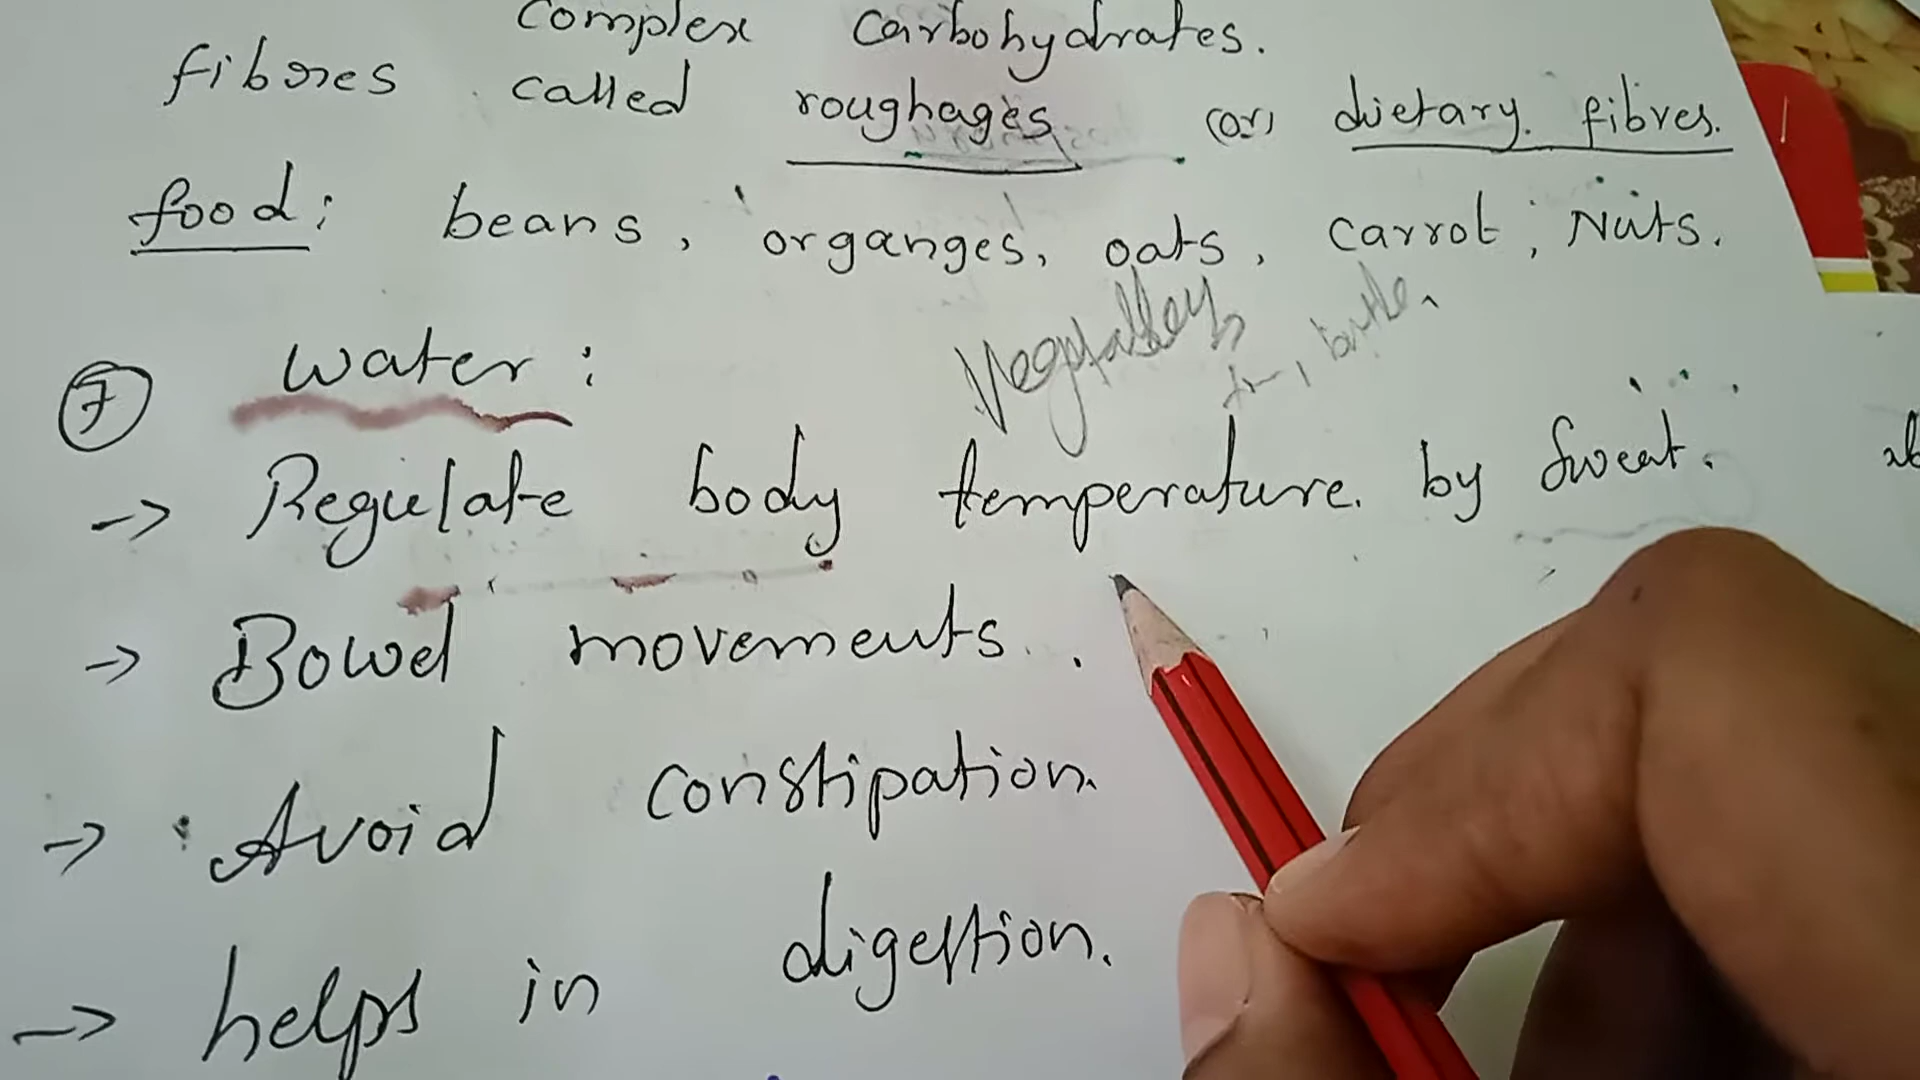 complex carbohydrates.
fibres called roughages (or) dietary. fibres.
food: beans, organges, oats, carrot, Nuts.
Vegetables
7 water:
-> Regulate body temperature. by Sweat.
-> Bowel movements.
-> Avoid constipation.
-> helps in digestion.